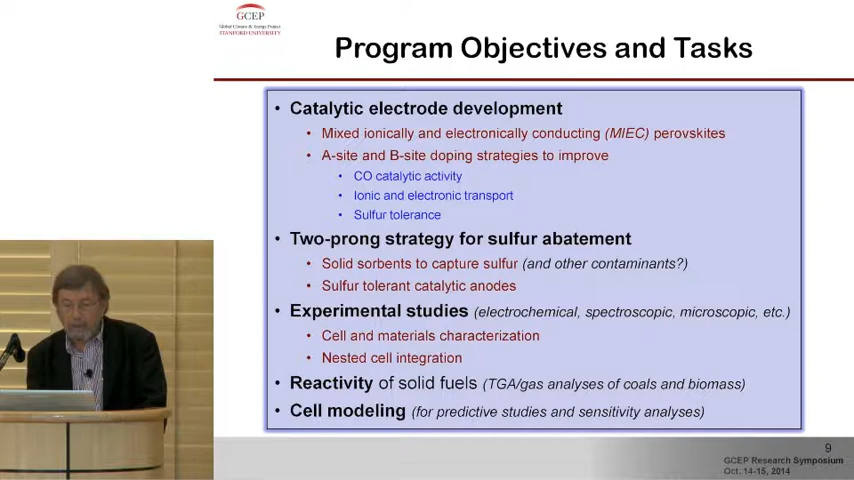 GCEP
Global Climate & Energy Project
STANFORD UNIVERSITY
Program Objectives and Tasks
• Catalytic electrode development
• Mixed ionically and electronically conducting (MIEC) perovskites
• A-site and B-site doping strategies to improve
• CO catalytic activity
• Ionic and electronic transport
• Sulfur tolerance
• Two-prong strategy for sulfur abatement
• Solid sorbents to capture sulfur (and other contaminants?)
• Sulfur tolerant catalytic anodes
• Experimental studies (electrochemical, spectroscopic, microscopic, etc.)
• Cell and materials characterization
• Nested cell integration
• Reactivity of solid fuels (TGA/gas analyses of coals and biomass)
• Cell modeling (for predictive studies and sensitivity analyses)
9
GCEP Research Symposium
Oct. 14-15, 2014